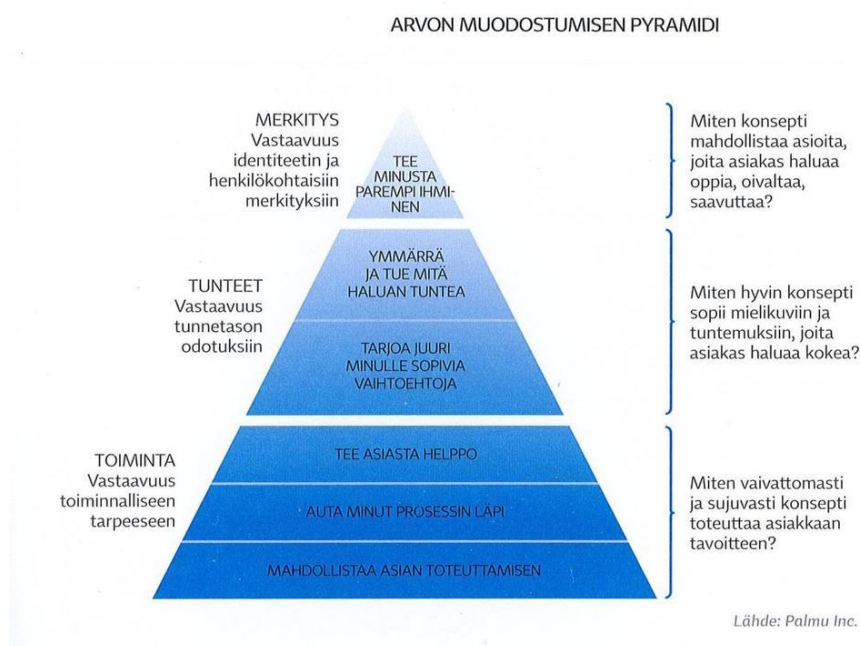 ARVON MUODOSTUMISEN PYRAMIDI
MERKITYS
Vastaavuus
identiteetin ja
henkilökohtaisiin
merkityksiin
TEE
MINUSTA
PAREMPI IHMI-
NEN
Miten konsepti
mahdollistaa asioita,
joita asiakas haluaa
oppia, oivaltaa,
saavuttaa?
TUNTEET
Vastaavuus
tunnetason
odotuksiin
YMMÄRRÄ
JA TUE MITÄ
HALUAN TUNTEA
TARJOA JUURI
MINULLE SOPIVIA
VAIHTOEHTOJA
Miten hyvin konsepti
sopii mielikuviin ja
tuntemuksiin, joita
asiakas haluaa kokea?
TOIMINTA
Vastaavuus
toiminnalliseen
tarpeeseen
TEE ASIASTA HELPPO
AUTA MINUT PROSESSIN LÄPI
MAHDOLLISTAA ASIAN TOTEUTTAMISEN
Miten vaivattomasti
ja sujuvasti konsepti
toteuttaa asiakkaan
tavoitteen?
Lähde: Palmu Inc.